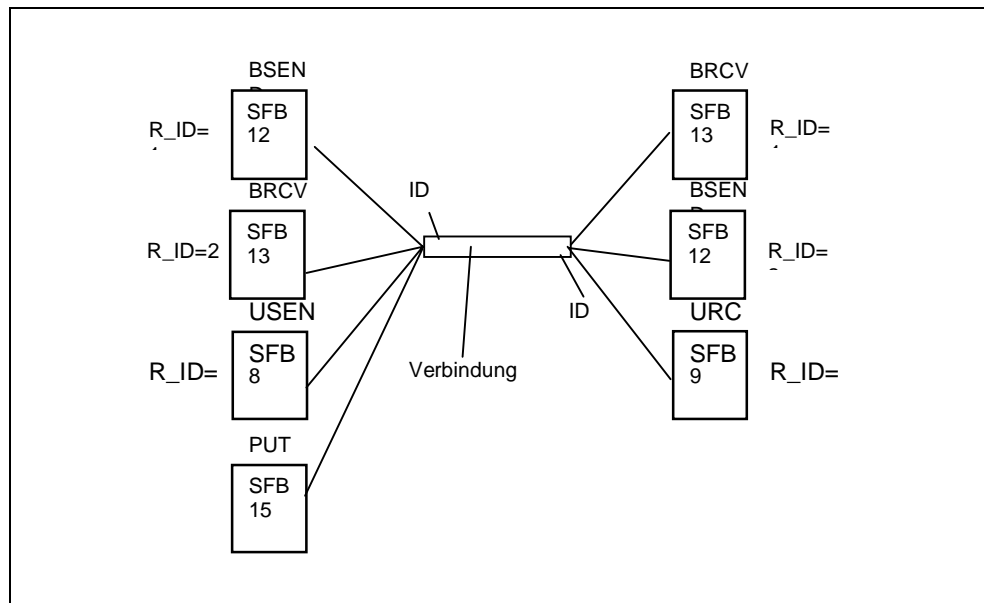 BSEN
SFB
12
R_ID=
BRCV
SFB
13
R_ID=2
USEN
SFB
8
R_ID=
PUT
SFB
15
ID
Verbindung
ID
BRCV
SFB
13
R_ID=
BSEN
SFB
12
R_ID=
URC
SFB
9
R_ID=